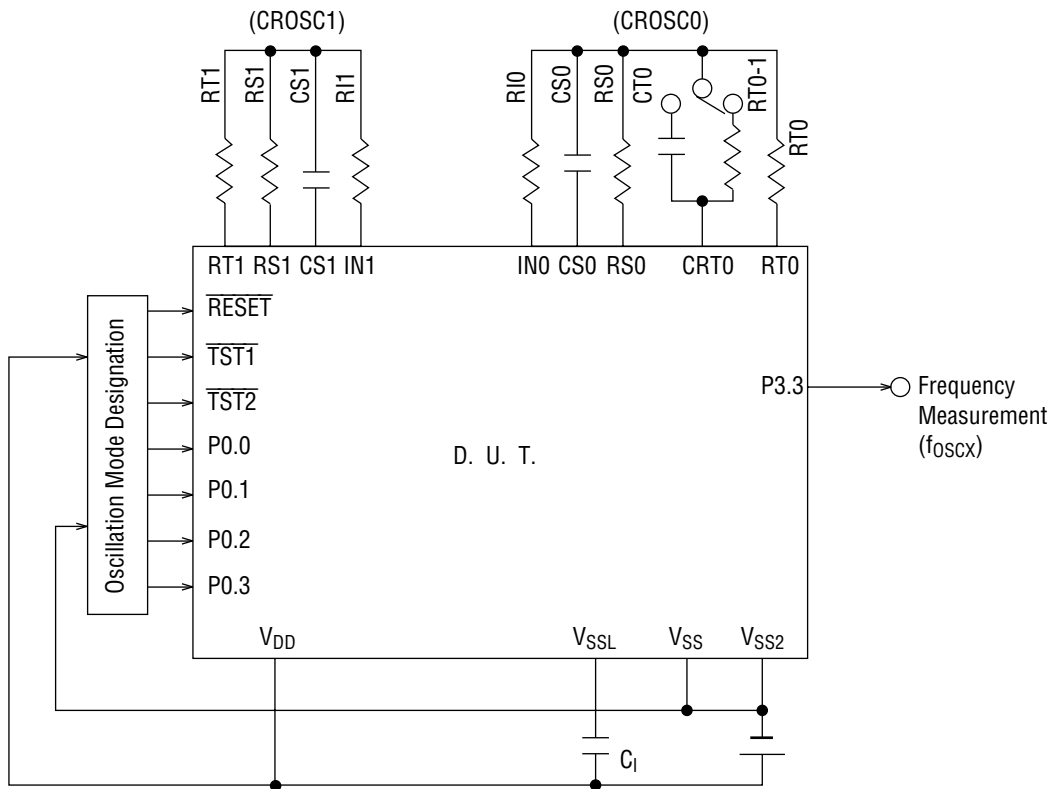 (CROSC1)
(CROSC0)
RT1
RS1
CS1
RI1
RI0
CS0
RS0
CT0
RT0-1
RT0
RT1 RS1 CS1 IN1
IN0 CS0 RS0 CRT0 RT0
Oscillation Mode Designation
RESET
TST1
TST2
P0.0
P0.1
P0.2
P0.3
D. U. T.
P3.3
Frequency
Measurement
(fOSCX)
VDD VSSL VSS VSS2
CI